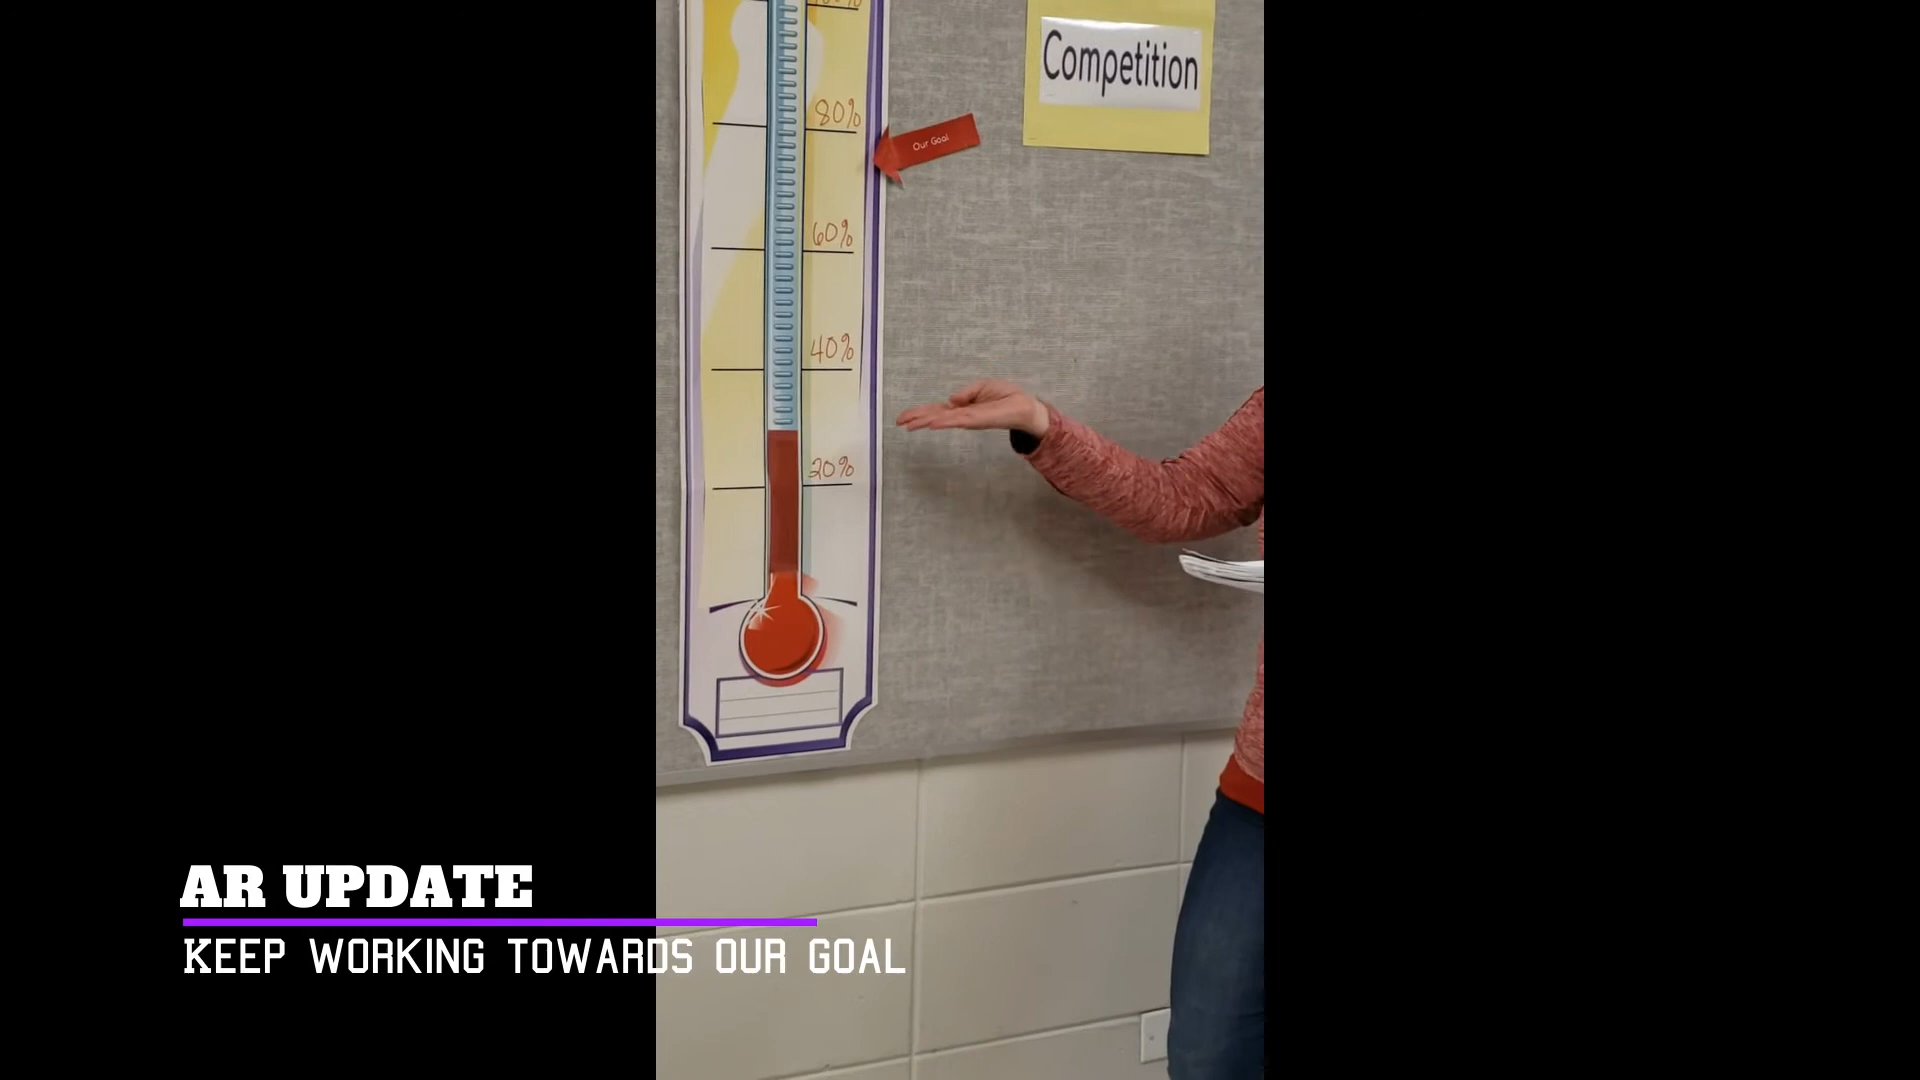 Competition
80%
Our Goal
60%
40%
20%
AR UPDATE
KEEP WORKING TOWARDS OUR GOAL